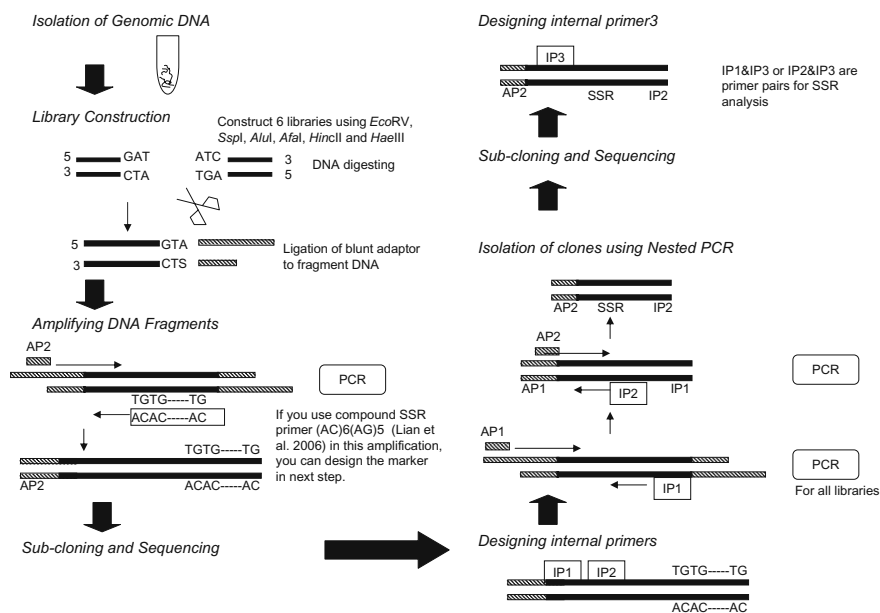 Isolation of Genomic DNA
Library Construction
Construct 6 libraries using EcoRV,
SspI, AluI, AfaI, HincII and HaeIII
5 GAT ATC 3
3 CTA TGA 5
DNA digesting
5 GTA
3 CTS
Ligation of blunt adaptor
to fragment DNA
Amplifying DNA Fragments
AP2
PCR
TGTG-----TG
ACAC-----AC
If you use compound SSR
primer (AC)6(AG)5 (Lian
et al. 2006) in this amplification,
you can design the marker
in next step.
TGTG-----TG
AP2 ACAC-----AC
Sub-cloning and Sequencing
Designing internal primers
IP1 IP2 TGTG-----TG
ACAC-----AC
AP1
PCR
IP1
For all libraries
AP2
PCR
AP1 IP2 IP1
AP2 SSR IP2
Isolation of clones using Nested PCR
Sub-cloning and Sequencing
Designing internal primer3
IP3
AP2 SSR IP2
IP1&IP3 or IP2&IP3 are
primer pairs for SSR
analysis